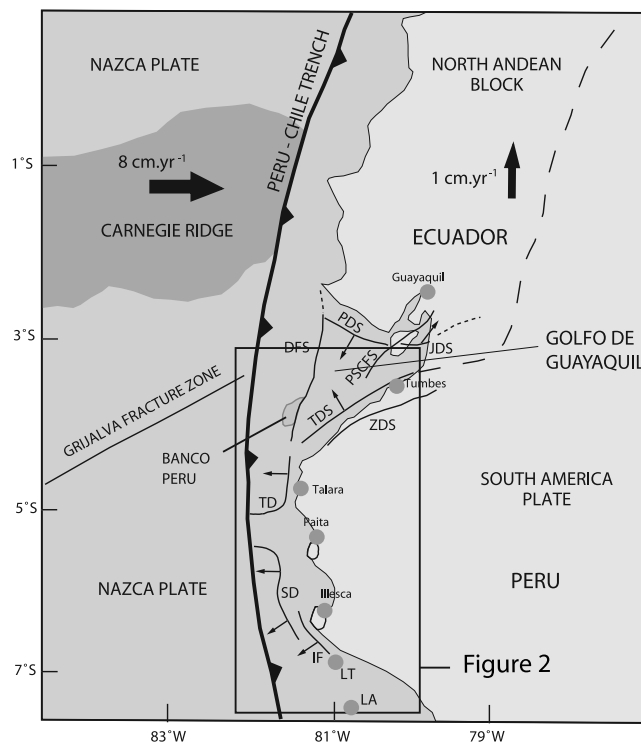 NAZCA PLATE
NORTH ANDEAN
BLOCK
PERU - CHILE TRENCH
1°S
8 cm.yr⁻¹
1 cm.yr⁻¹
CARNEGIE RIDGE
ECUADOR
Guayaquil
3°S
PDS
DFS
JDS
PSCFS
GOLFO DE
GUAYAQUIL
Tumbes
TDS
ZDS
GRIJALVA FRACTURE ZONE
BANCO
PERU
Talara
SOUTH AMERICA
PLATE
5°S
TD
Paita
NAZCA PLATE
SD
PERU
Illesca
7°S
IF
LT
Figure 2
LA
83°W
81°W
79°W